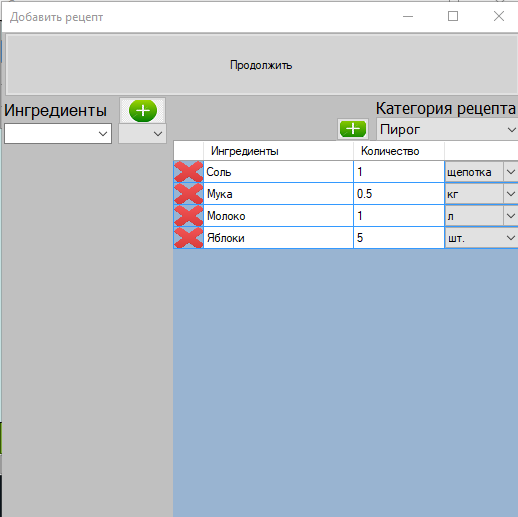 Добавить рецепт
Продолжить
Ингредиенты
Категория рецепта
Пирог
Ингредиенты Количество
Соль 1 щепотка
Мука 0.5 кг
Молоко 1 л
Яблоки 5 шт.